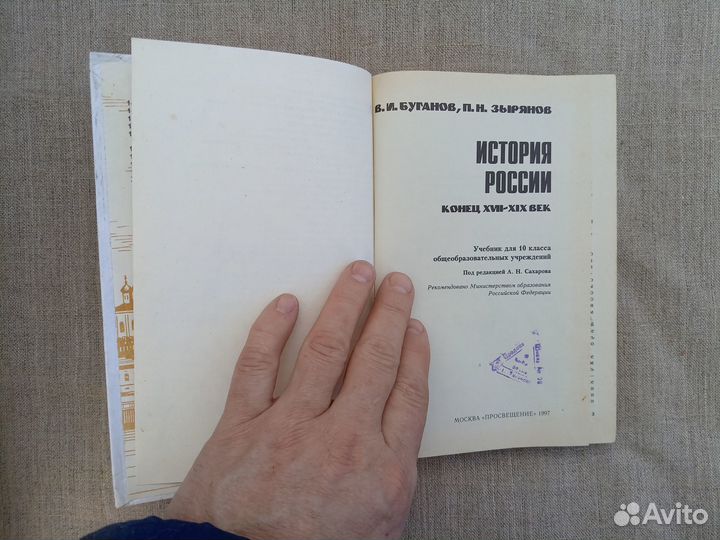 В. И. БУГАНОВ, П. Н. ЗЫРЯНОВ
ИСТОРИЯ
РОССИИ
КОНЕЦ XVII–XIX ВЕК
Учебник для 10 класса
общеобразовательных учреждений
Под редакцией А. Н. Сахарова
Рекомендовано Министерством образования
Российской Федерации
МОСКВА «ПРОСВЕЩЕНИЕ» 1997
Avito